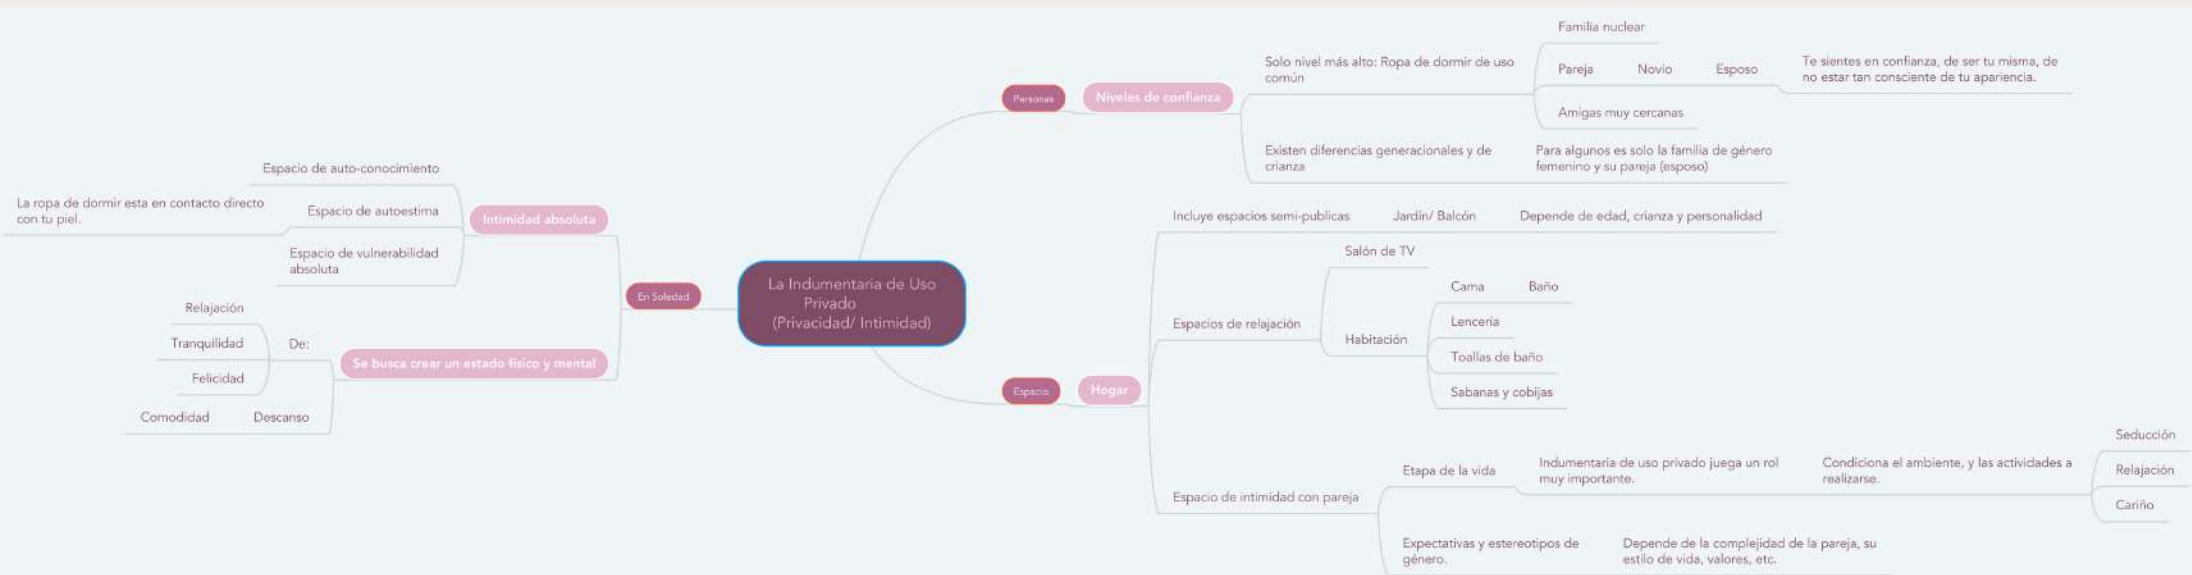 La Indumentaria de Uso
Privado
(Privacidad/ Intimidad)
Personas
Niveles de confianza
Solo nivel más alto: Ropa de dormir de uso
común
Familia nuclear
Pareja
Novio
Esposo
Te sientes en confianza, de ser tu misma, de
no estar tan consciente de tu apariencia.
Amigas muy cercanas
Existen diferencias generacionales y de
crianza
Para algunos es solo la familia de género
femenino y su pareja (esposo)
Espacio
Hogar
Incluye espacios semi-publicas
Jardín/ Balcón
Depende de edad, crianza y personalidad
Espacios de relajación
Salón de TV
Habitación
Cama
Baño
Lencería
Toallas de baño
Sabanas y cobijas
Espacio de intimidad con pareja
Etapa de la vida
Indumentaria de uso privado juega un rol
muy importante.
Condiciona el ambiente, y las actividades a
realizarse.
Seducción
Relajación
Cariño
Expectativas y estereotipos de
género.
Depende de la complejidad de la pareja, su
estilo de vida, valores, etc.
En Soledad
Intimidad absoluta
Espacio de auto-conocimiento
Espacio de autoestima
La ropa de dormir esta en contacto directo
con tu piel.
Espacio de vulnerabilidad
absoluta
Se busca crear un estado físico y mental
De:
Relajación
Tranquilidad
Felicidad
Descanso
Comodidad